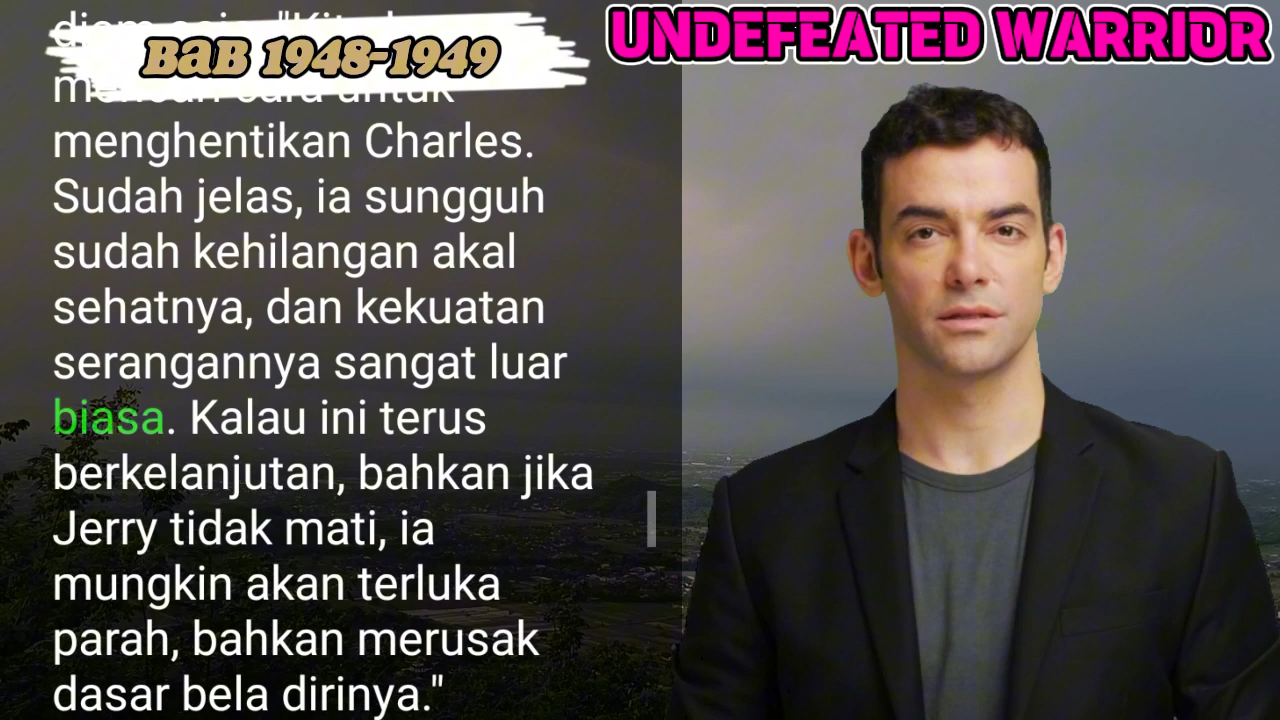 BAB 1948-1949
UNDEFEATED WARRIOR
untuk
menghentikan Charles.
Sudah jelas, ia sungguh
sudah kehilangan akal
sehatnya, dan kekuatan
serangannya sangat luar
biasa. Kalau ini terus
berkelanjutan, bahkan jika
Jerry tidak mati, ia
mungkin akan terluka
parah, bahkan merusak
dasar bela dirinya."